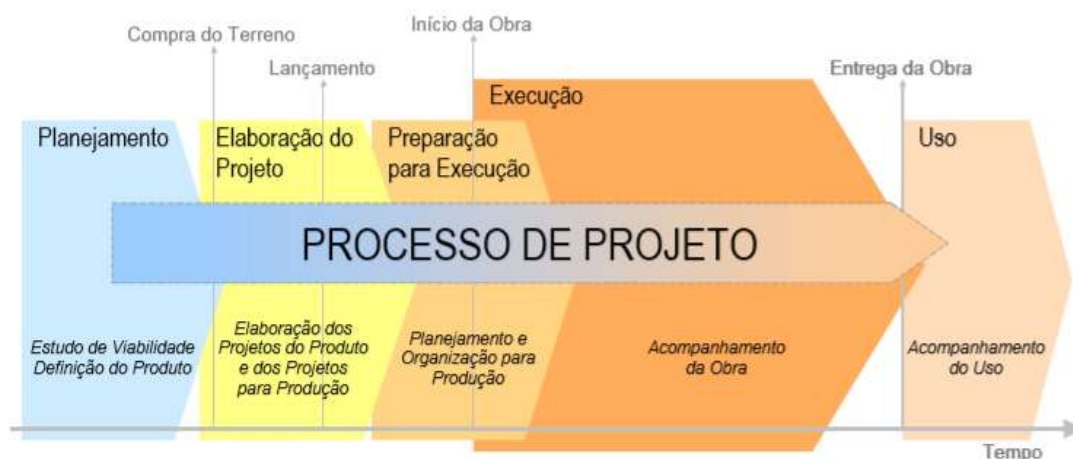 Compra do Terreno
Lançamento
Início da Obra
Entrega da Obra
Planejamento
Elaboração do
Projeto
Preparação
para Execução
Execução
Uso
PROCESSO DE PROJETO
Estudo de Viabilidade
Definição do Produto
Elaboração dos
Projetos do Produto
e dos Projetos
para Produção
Planejamento e
Organização para
Produção
Acompanhamento
da Obra
Acompanhamento
do Uso
Tempo